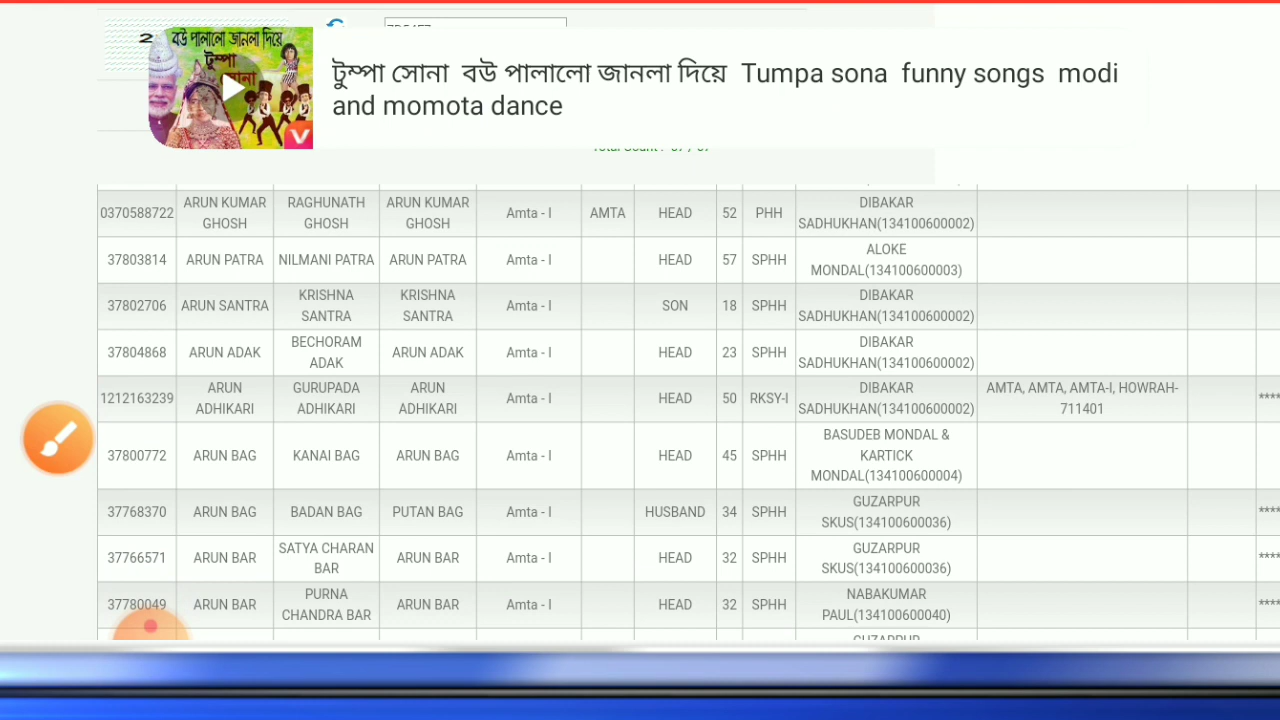 2
বউ পালালো জানলা দিয়ে
টুম্পা
সোনা
V
টুম্পা সোনা বউ পালালো জানলা দিয়ে Tumpa sona funny songs modi
and momota dance
0370588722 ARUN KUMAR GHOSH RAGHUNATH GHOSH ARUN KUMAR GHOSH Amta - I AMTA HEAD 52 PHH DIBAKAR SADHUKHAN(134100600002)
37803814 ARUN PATRA NILMANI PATRA ARUN PATRA Amta - I HEAD 57 SPHH ALOKE MONDAL(134100600003)
37802706 ARUN SANTRA KRISHNA SANTRA KRISHNA SANTRA Amta - I SON 18 SPHH DIBAKAR SADHUKHAN(134100600002)
37804868 ARUN ADAK BECHORAM ADAK ARUN ADAK Amta - I HEAD 23 SPHH DIBAKAR SADHUKHAN(134100600002)
1212163239 ARUN ADHIKARI GURUPADA ADHIKARI ARUN ADHIKARI Amta - I HEAD 50 RKSY-I DIBAKAR SADHUKHAN(134100600002) AMTA, AMTA, AMTA-I, HOWRAH-711401 ****
37800772 ARUN BAG KANAI BAG ARUN BAG Amta - I HEAD 45 SPHH BASUDEB MONDAL & KARTICK MONDAL(134100600004)
37768370 ARUN BAG BADAN BAG PUTAN BAG Amta - I HUSBAND 34 SPHH GUZARPUR SKUS(134100600036) ****
37766571 ARUN BAR SATYA CHARAN BAR ARUN BAR Amta - I HEAD 32 SPHH GUZARPUR SKUS(134100600036) ****
37780049 ARUN BAR PURNA CHANDRA BAR ARUN BAR Amta - I HEAD 32 SPHH NABAKUMAR PAUL(134100600040) ****